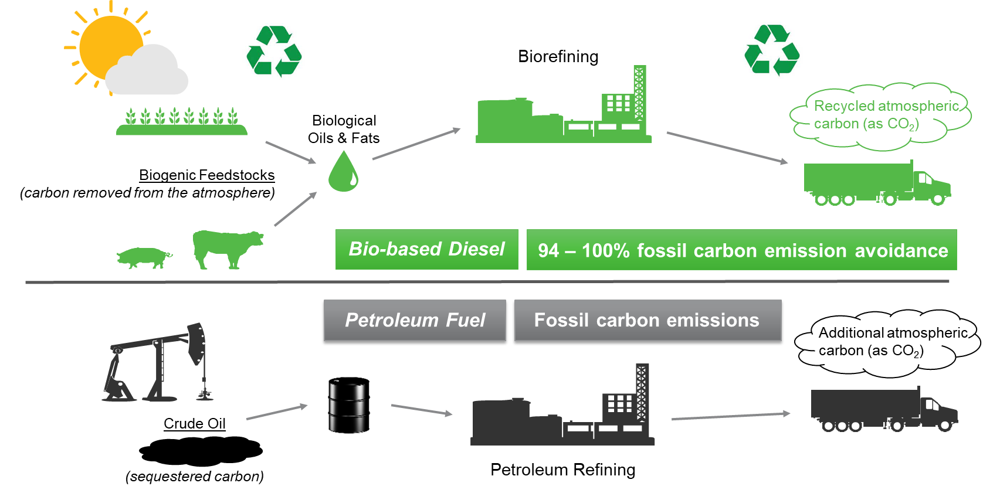 Biorefining
Recycled atmospheric
carbon (as CO₂)
Biological
Oils & Fats
Biogenic Feedstocks
(carbon removed from the atmosphere)
Bio-based Diesel
94 – 100% fossil carbon emission avoidance
Petroleum Fuel
Fossil carbon emissions
Additional atmospheric
carbon (as CO₂)
Crude Oil
(sequestered carbon)
Petroleum Refining